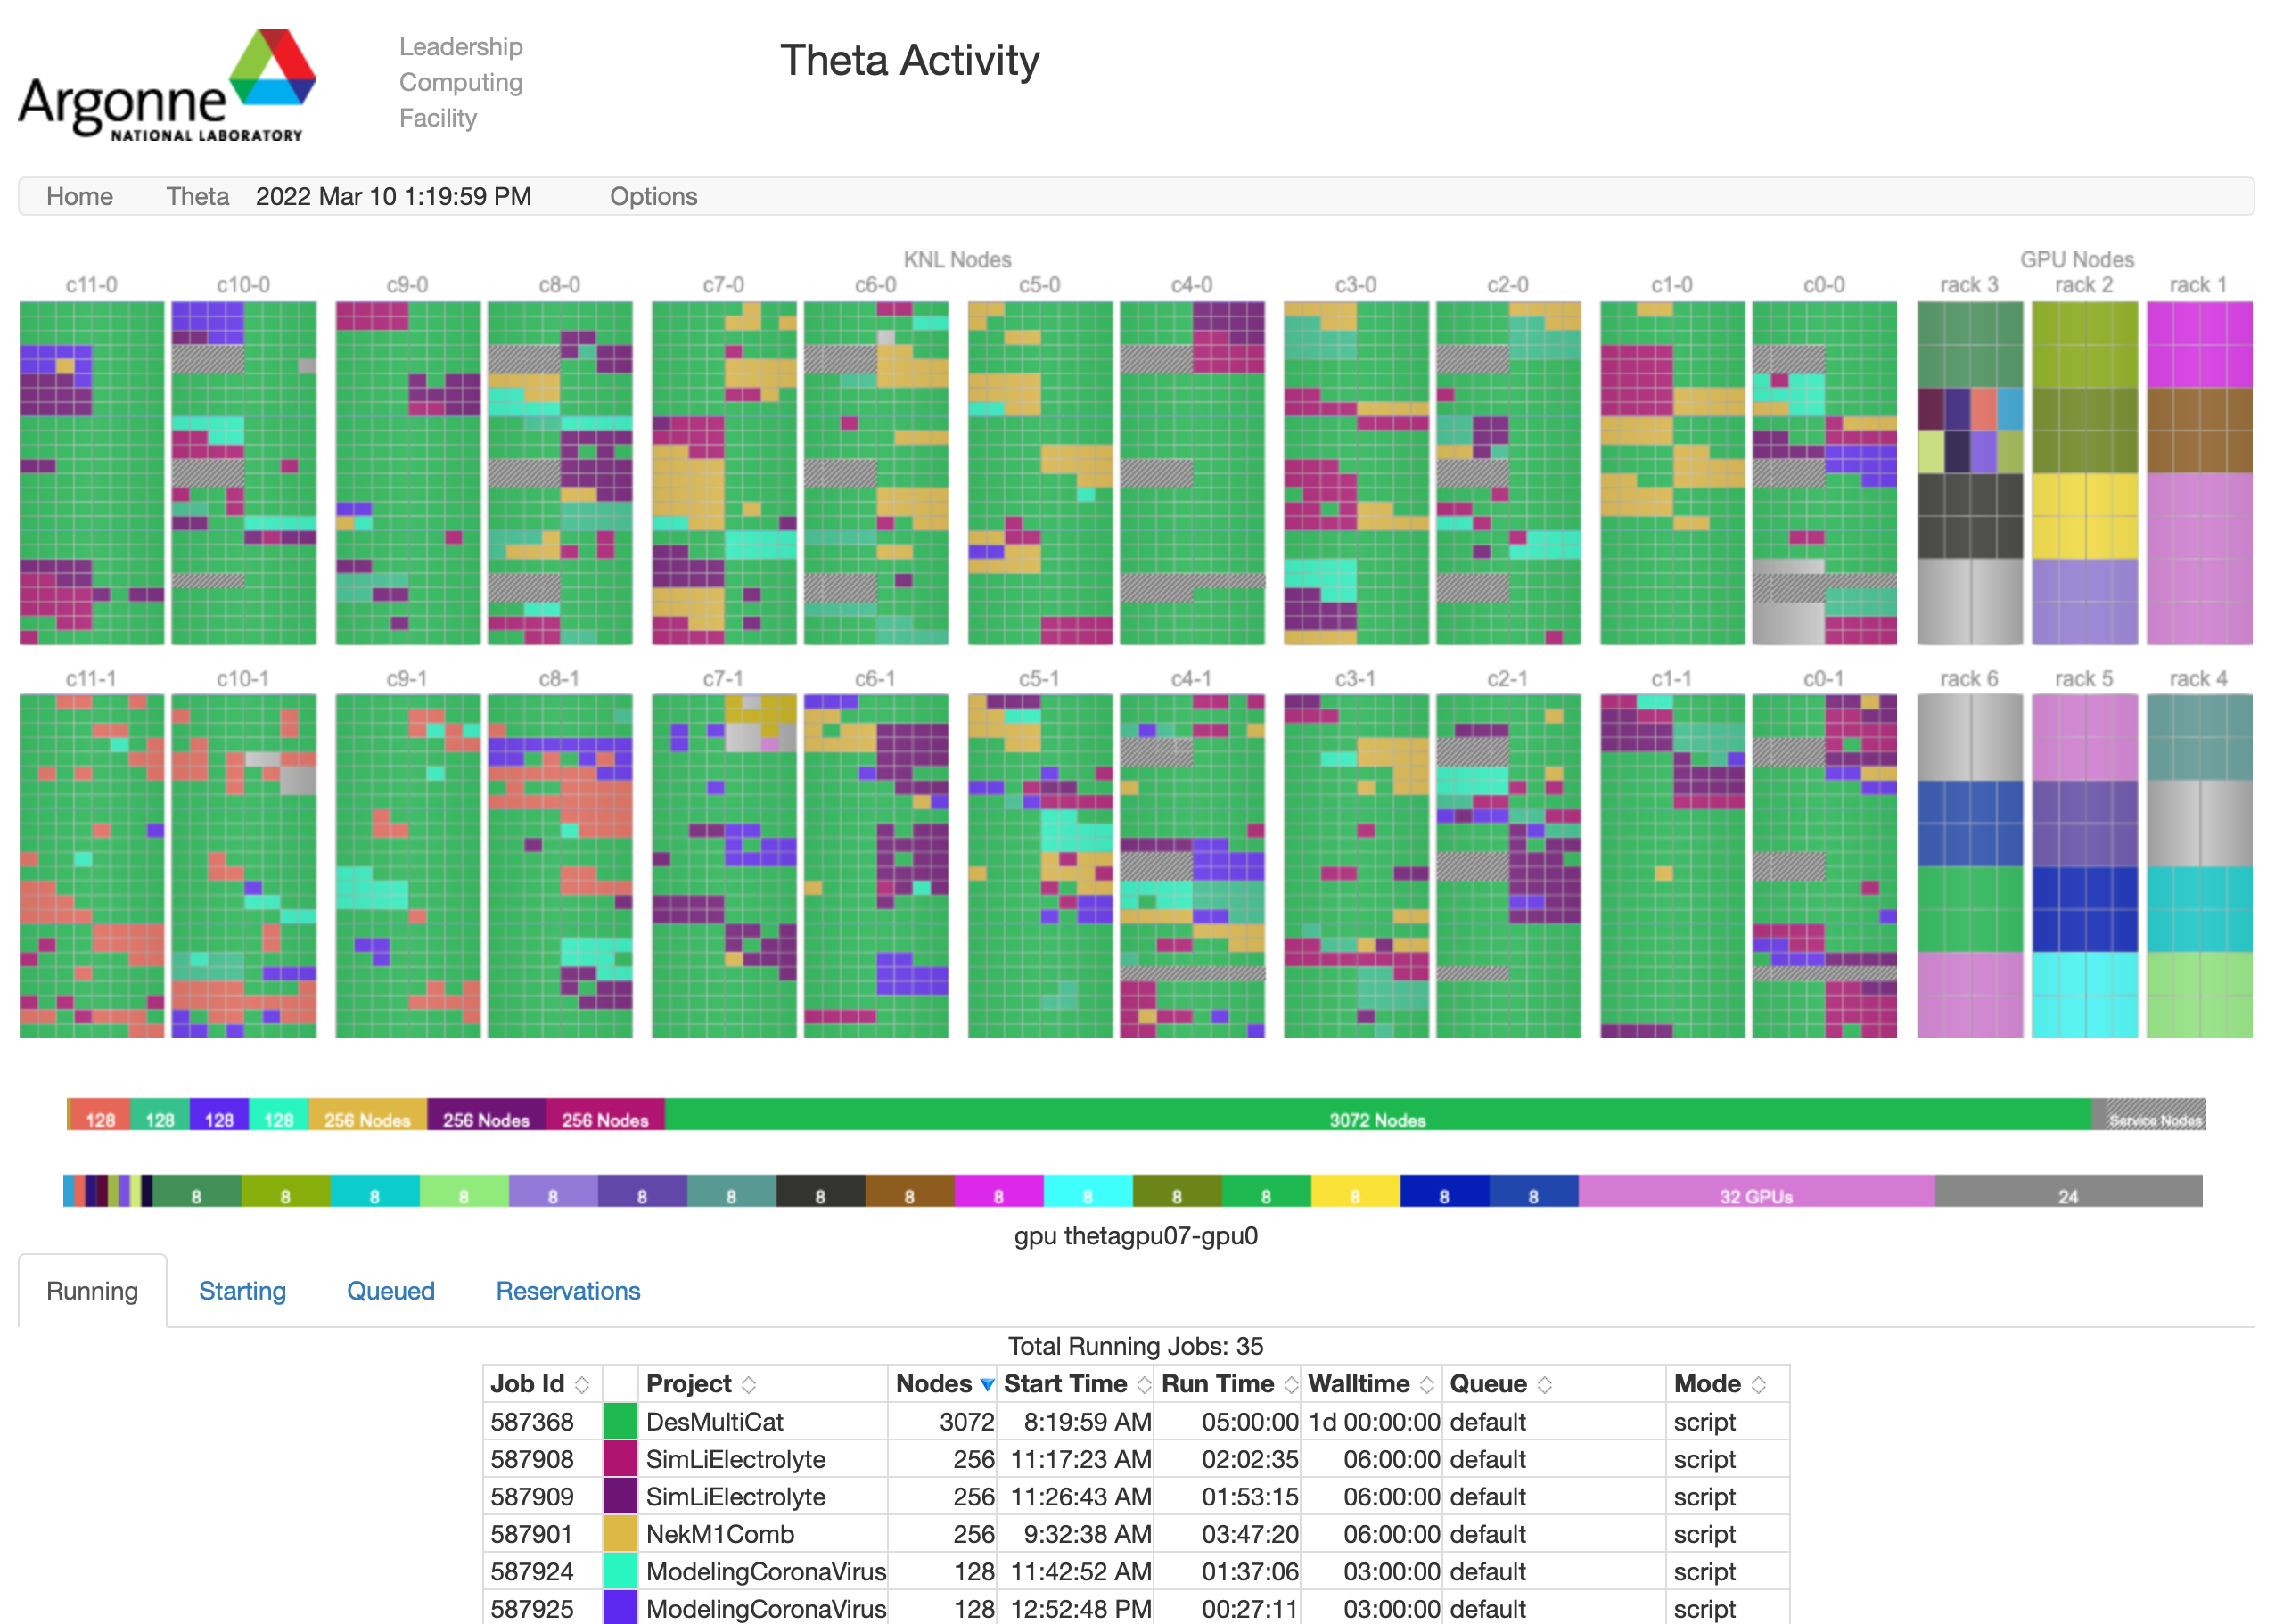 Argonne
NATIONAL LABORATORY
Leadership
Computing
Facility
Theta Activity
Home Theta 2022 Mar 10 1:19:59 PM Options
KNL Nodes GPU Nodes
c11-0 c10-0 c9-0 c8-0 c7-0 c6-0 c5-0 c4-0 c3-0 c2-0 c1-0 c0-0 rack 3 rack 2 rack 1
c11-1 c10-1 c9-1 c8-1 c7-1 c6-1 c5-1 c4-1 c3-1 c2-1 c1-1 c0-1 rack 6 rack 5 rack 4
128 128 128 128 256 Nodes 256 Nodes 256 Nodes 3072 Nodes Service Nodes
8 8 8 8 8 8 8 8 8 8 8 8 8 8 8 8 32 GPUs 24
gpu thetagpu07-gpu0
Running Starting Queued Reservations
Total Running Jobs: 35
Job Id Project Nodes Start Time Run Time Walltime Queue Mode
587368 DesMultiCat 3072 8:19:59 AM 05:00:00 1d 00:00:00 default script
587908 SimLiElectrolyte 256 11:17:23 AM 02:02:35 06:00:00 default script
587909 SimLiElectrolyte 256 11:26:43 AM 01:53:15 06:00:00 default script
587901 NekM1Comb 256 9:32:38 AM 03:47:20 06:00:00 default script
587924 ModelingCoronaVirus 128 11:42:52 AM 01:37:06 03:00:00 default script
587925 ModelingCoronaVirus 128 12:52:48 PM 00:27:11 03:00:00 default script